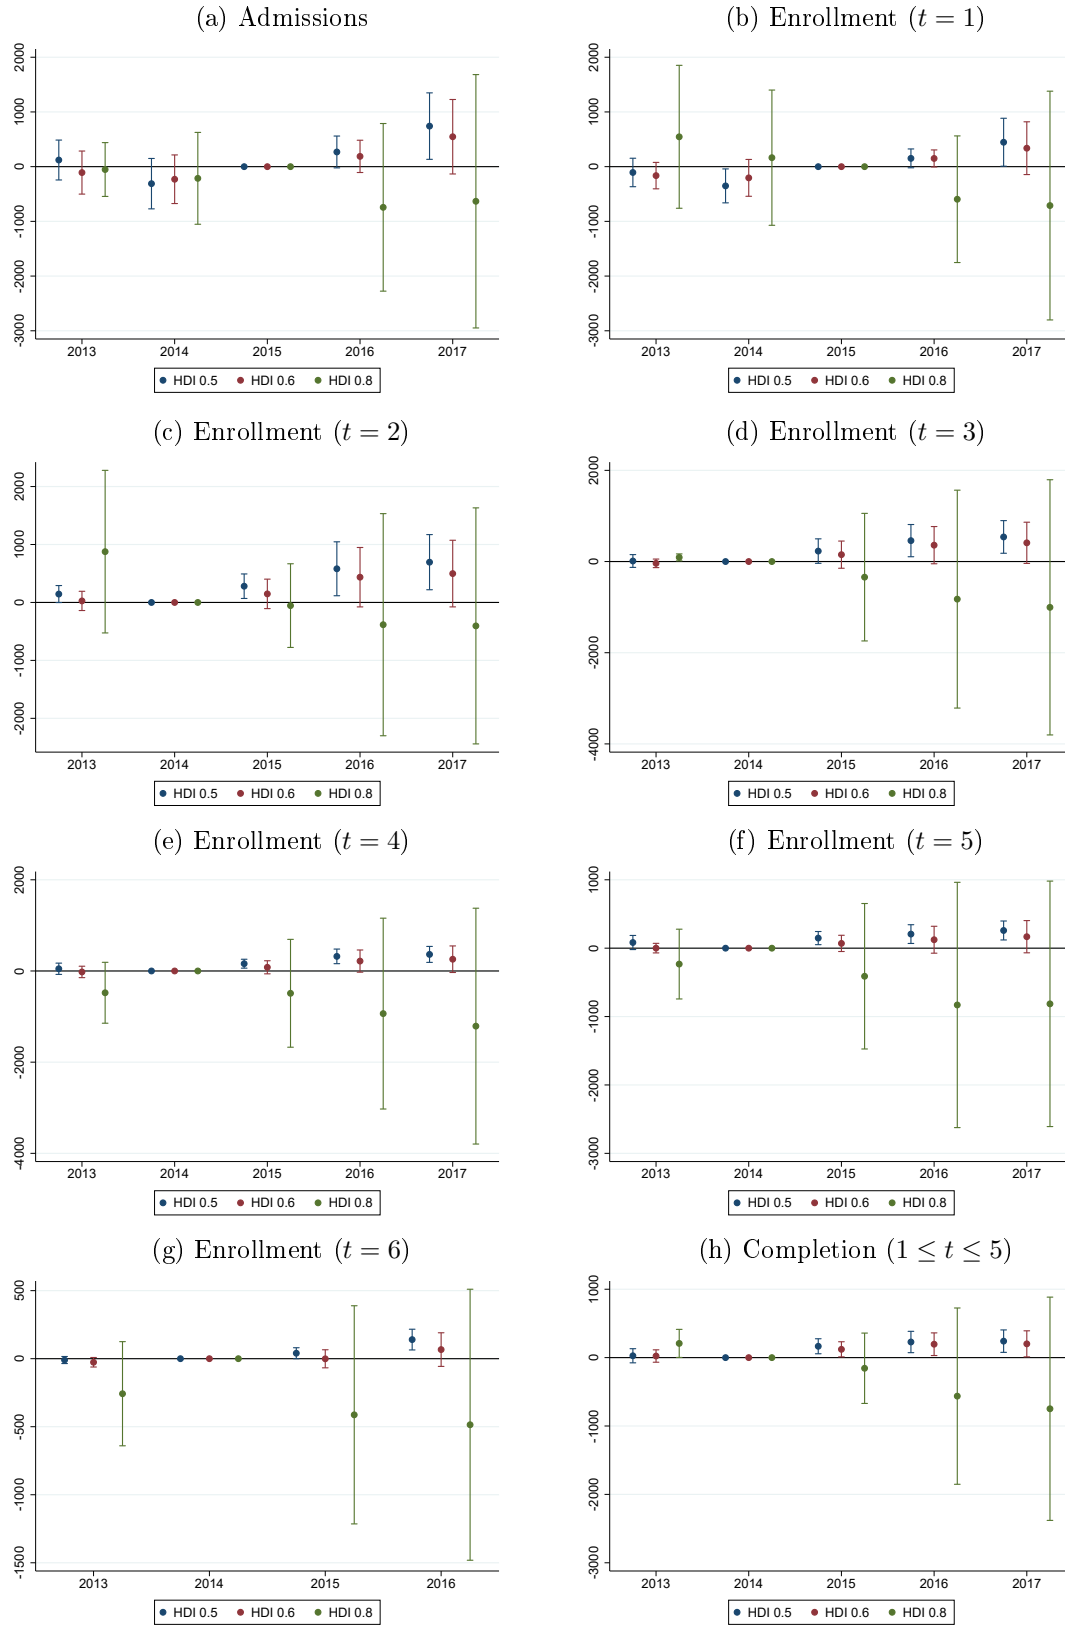 (a) Admissions
2000
1000
0
-1000
-2000
-3000
2013 2014 2015 2016 2017
HDI 0.5 HDI 0.6 HDI 0.8
(b) Enrollment (t = 1)
2000
1000
0
-1000
-2000
-3000
2013 2014 2015 2016 2017
HDI 0.5 HDI 0.6 HDI 0.8
(c) Enrollment (t = 2)
2000
1000
0
-1000
-2000
2013 2014 2015 2016 2017
HDI 0.5 HDI 0.6 HDI 0.8
(d) Enrollment (t = 3)
2000
0
-2000
-4000
2013 2014 2015 2016 2017
HDI 0.5 HDI 0.6 HDI 0.8
(e) Enrollment (t = 4)
2000
0
-2000
-4000
2013 2014 2015 2016 2017
HDI 0.5 HDI 0.6 HDI 0.8
(f) Enrollment (t = 5)
1000
0
-1000
-2000
-3000
2013 2014 2015 2016 2017
HDI 0.5 HDI 0.6 HDI 0.8
(g) Enrollment (t = 6)
500
0
-500
-1000
-1500
2013 2014 2015 2016
HDI 0.5 HDI 0.6 HDI 0.8
(h) Completion (1 ≤ t ≤ 5)
1000
0
-1000
-2000
-3000
2013 2014 2015 2016 2017
HDI 0.5 HDI 0.6 HDI 0.8